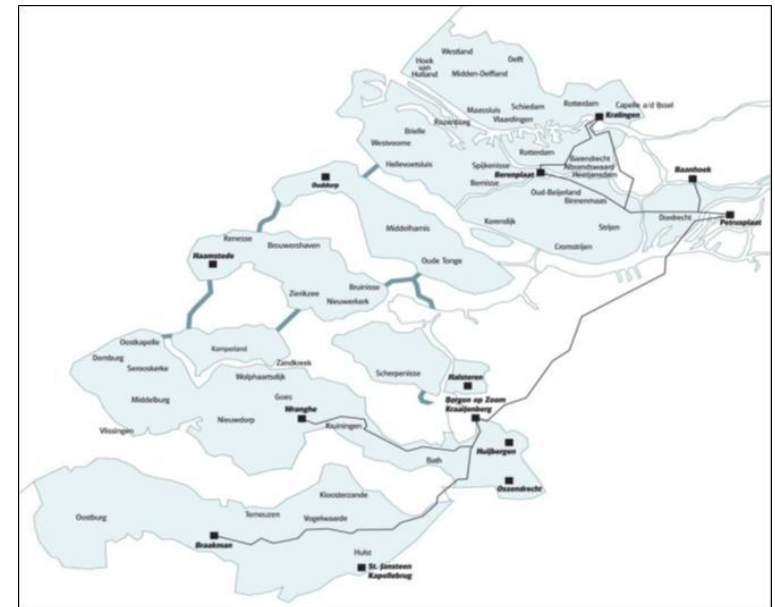 Westland
Delft
Hoek
van
Holland
Midden-Delfland
Maassluis
Schiedam
Rotterdam
Capelle a/d IJssel
Kralingen
Vlaardingen
Rozenburg
Brielle
Westvoorne
Hellevoetsluis
Rotterdam
Barendrecht
Albrandswaard
Heerjansdam
Spijkenisse
Berenplaat
Bernisse
Baanhoek
Oud-Beijerland
Binnenmaas
Dordrecht
Petrusplaat
Korendijk
Strijen
Cromstrijen
Ouddorp
Middelharnis
Oude Tonge
Renesse
Brouwershaven
Haamstede
Bruinisse
Zierikzee
Nieuwerkerk
Oostkapelle
Kamperland
Domburg
Serooskerke
Zandkreek
Wolphaartsdijk
Scherpenisse
Halsteren
Middelburg
Goes
Bergen op Zoom
Kraaijenberg
Wranghe
Nieuwdorp
Kruiningen
Vlissingen
Huijbergen
Bath
Ossendrecht
Kloosterzande
Oostburg
Terneuzen
Vogelwaarde
Braakman
Hulst
St. Jansteen
Kapellebrug